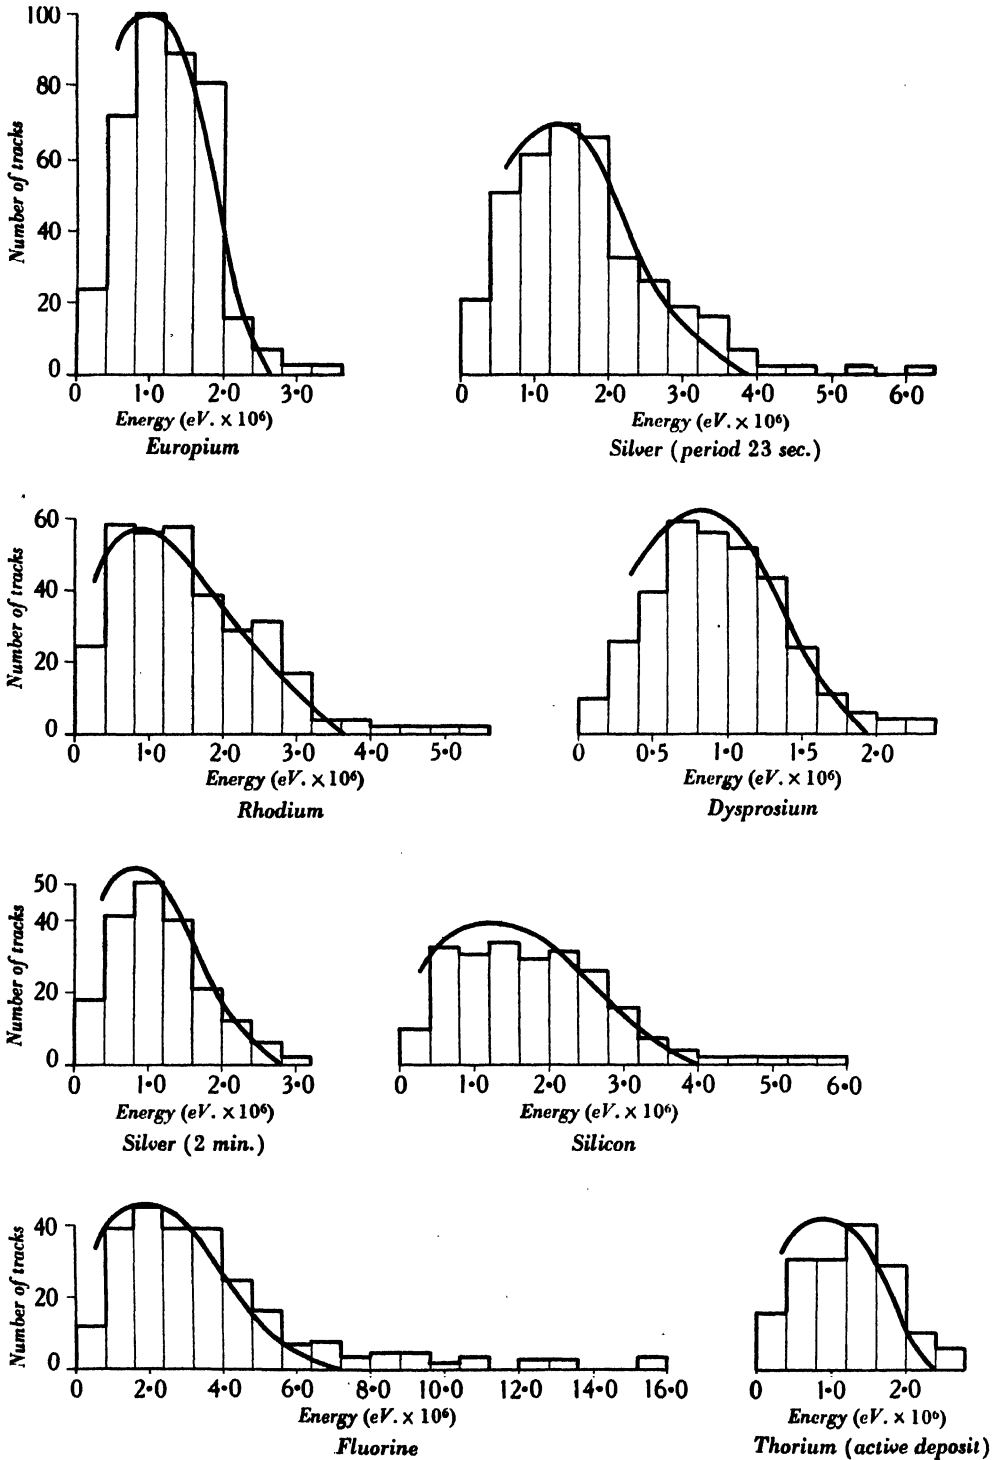 100
80
60
40
20
0
Number of tracks
1·0 2·0 3·0
Energy (eV. × 10⁶)
Europium
0 1·0 2·0 3·0 4·0 5·0 6·0
Energy (eV. × 10⁶)
Silver (period 23 sec.)
60
40
20
0
Number of tracks
0 1·0 2·0 3·0 4·0 5·0
Energy (eV. × 10⁶)
Rhodium
0 0·5 1·0 1·5 2·0
Energy (eV. × 10⁶)
Dysprosium
50
40
20
0
Number of tracks
0 1·0 2·0 3·0
Energy (eV. × 10⁶)
Silver (2 min.)
0 1·0 2·0 3·0 4·0 5·0 6·0
Energy (eV. × 10⁶)
Silicon
40
20
0
Number of tracks
0 2·0 4·0 6·0 8·0 10·0 12·0 14·0 16·0
Energy (eV. × 10⁶)
Fluorine
0 1·0 2·0
Energy (eV. × 10⁶)
Thorium (active deposit)